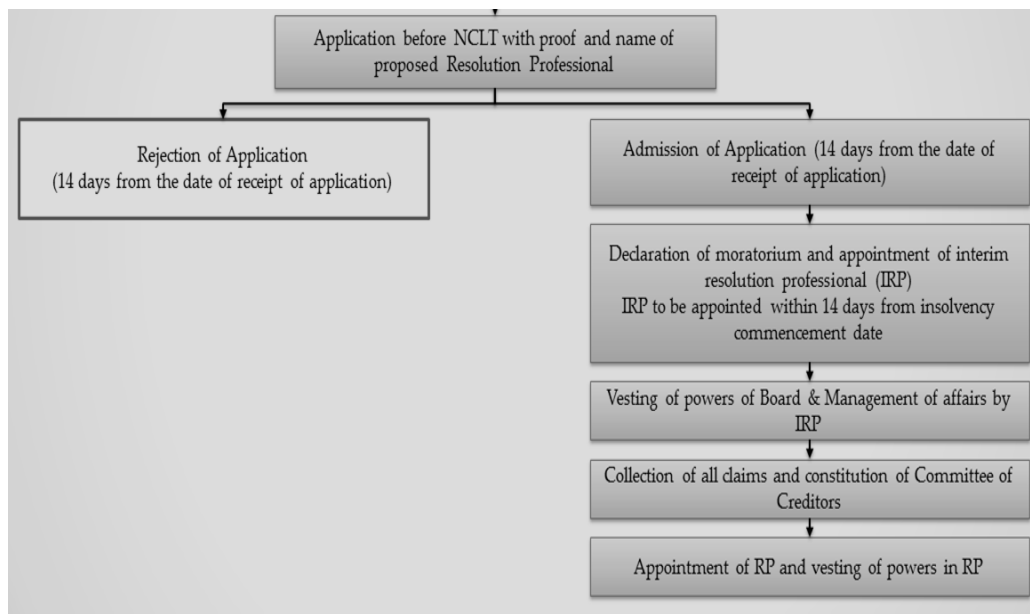 Application before NCLT with proof and name of
proposed Resolution Professional
Rejection of Application
(14 days from the date of receipt of application)
Admission of Application (14 days from the date of
receipt of application)
Declaration of moratorium and appointment of interim
resolution professional (IRP)
IRP to be appointed within 14 days from insolvency
commencement date
Vesting of powers of Board & Management of affairs by
IRP
Collection of all claims and constitution of Committee of
Creditors
Appointment of RP and vesting of powers in RP